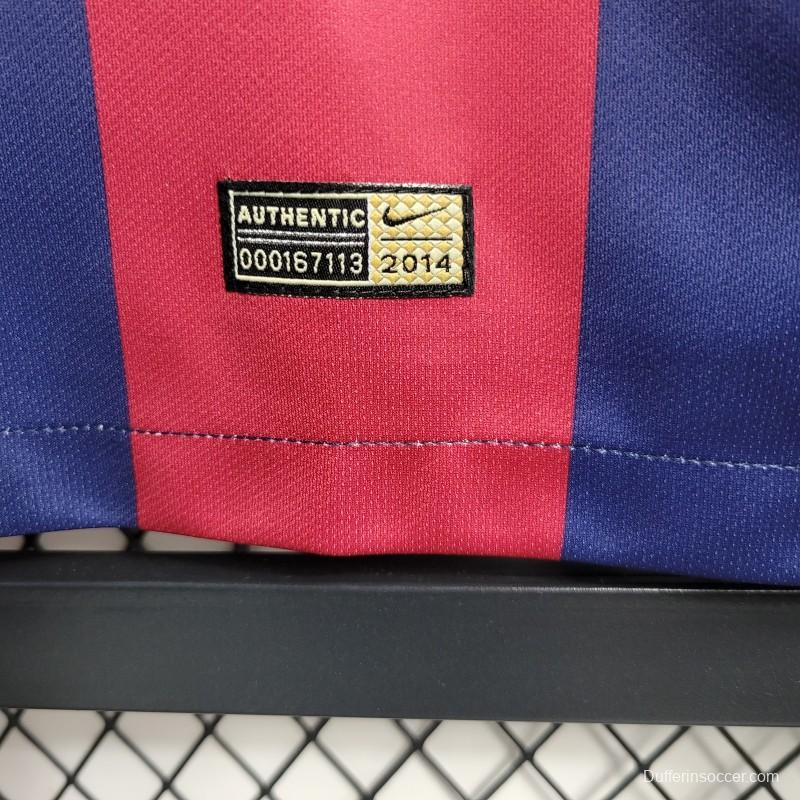 AUTHENTIC
000167113
2014
Dufferinsoccer.com